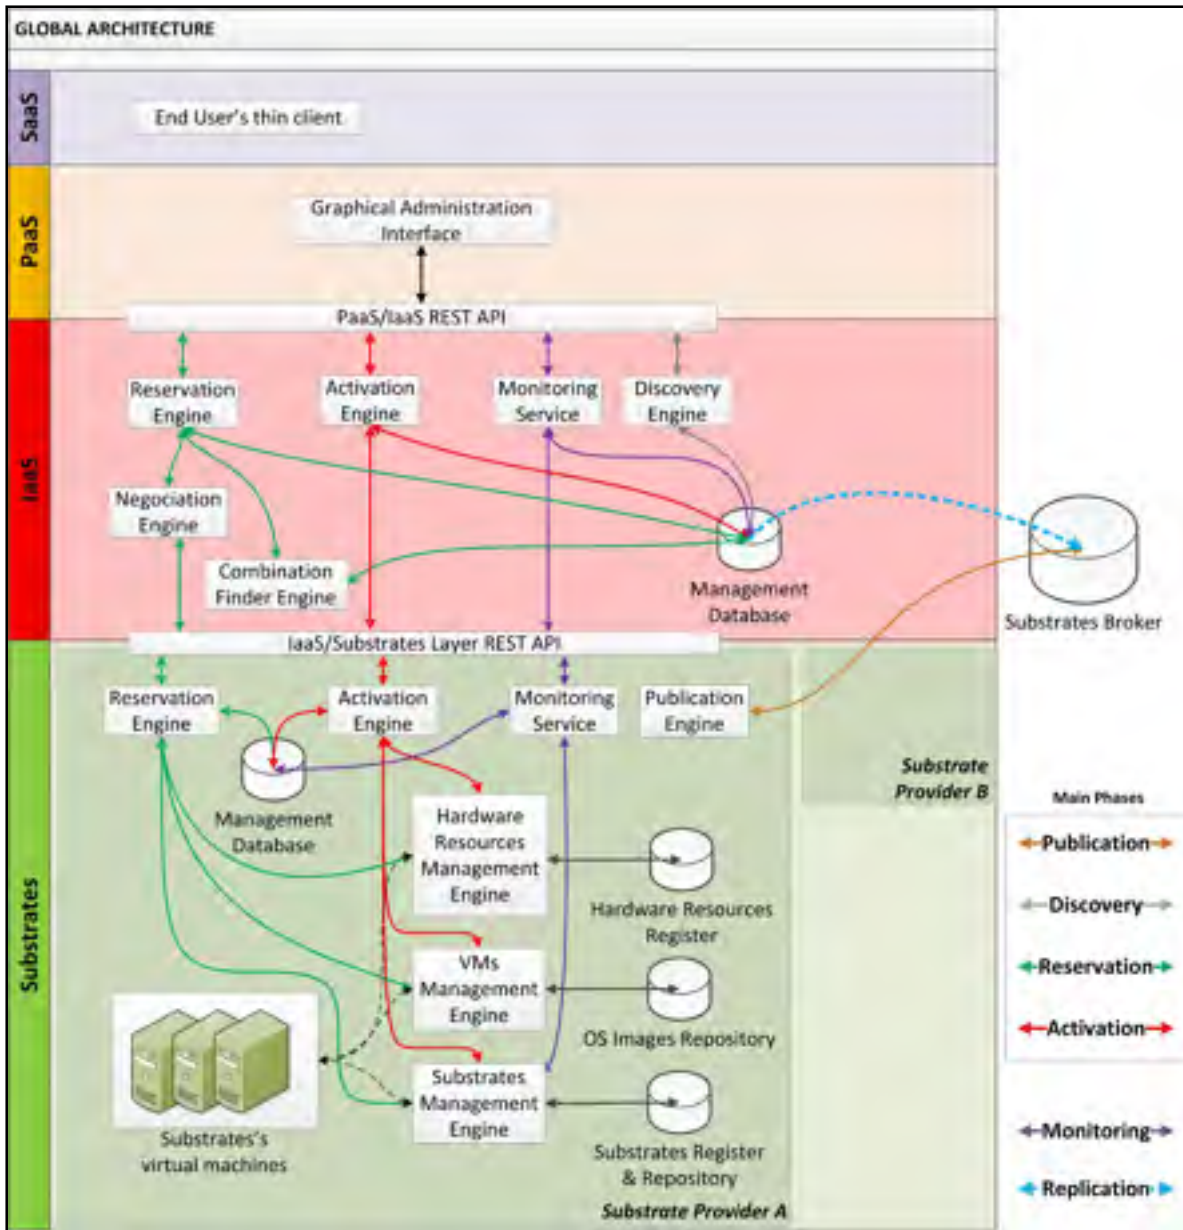 GLOBAL ARCHITECTURE
SaaS
End User's thin client
PaaS
Graphical Administration
Interface
PaaS/IaaS REST API
IaaS
Reservation
Engine
Activation
Engine
Monitoring
Service
Discovery
Engine
Negociation
Engine
Combination
Finder Engine
Management
Database
Substrates Broker
IaaS/Substrates Layer REST API
Substrates
Reservation
Engine
Activation
Engine
Monitoring
Service
Publication
Engine
Management
Database
Substrate
Provider B
Hardware
Resources
Management
Engine
Hardware Resources
Register
VMs
Management
Engine
OS Images Repository
Substrates
Management
Engine
Substrates's
virtual machines
Substrates Register
& Repository
Substrate Provider A
Main Phases
Publication
Discovery
Reservation
Activation
Monitoring
Replication